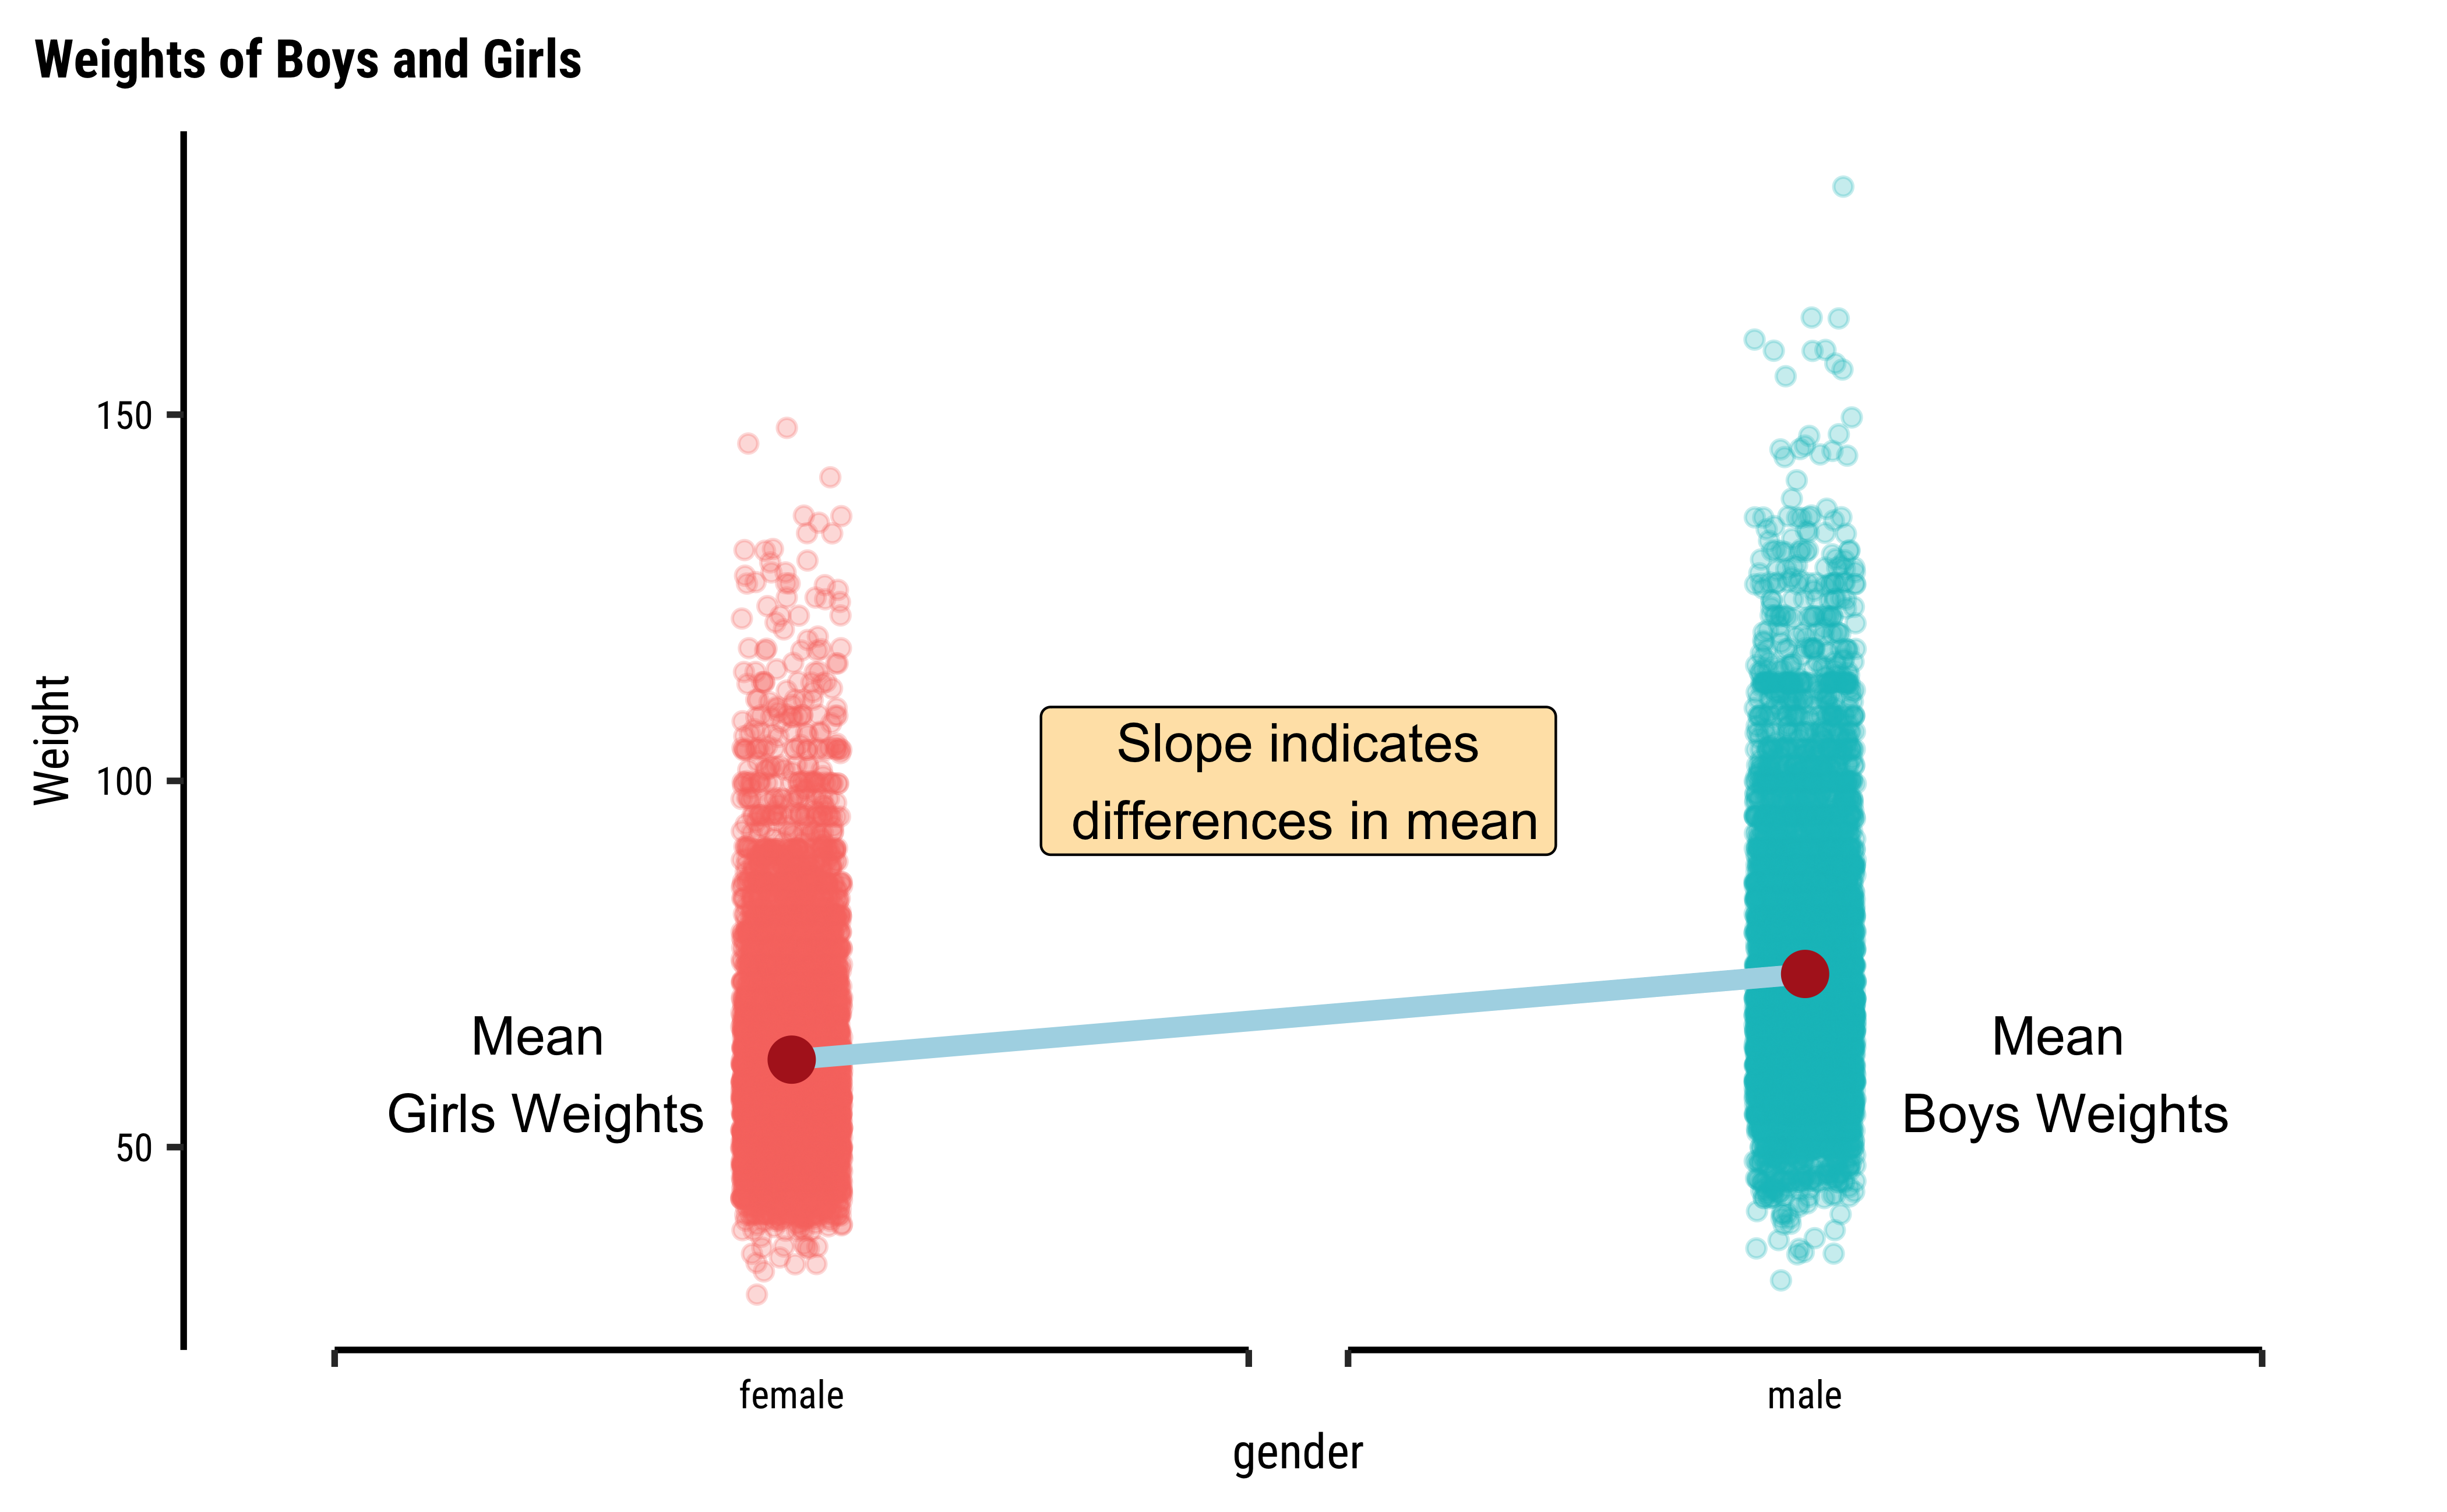 Weights of Boys and Girls
Weight
150
100
50
Slope indicates
differences in mean
Mean
Girls Weights
Mean
Boys Weights
female
male
gender